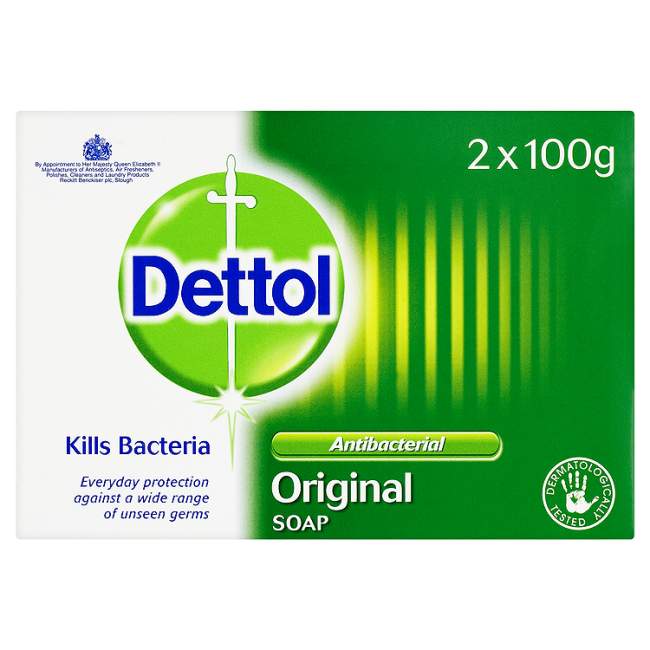 By Appointment to Her Majesty Queen Elizabeth II
Manufacturers of Antiseptics, Air Fresheners,
Polishes, Cleaners and Laundry Products
Reckitt Benckiser plc, Slough
2 x 100g
Dettol
Kills Bacteria
Everyday protection
against a wide range
of unseen germs
Antibacterial
Original
SOAP
DERMATOLOGICALLY
TESTED